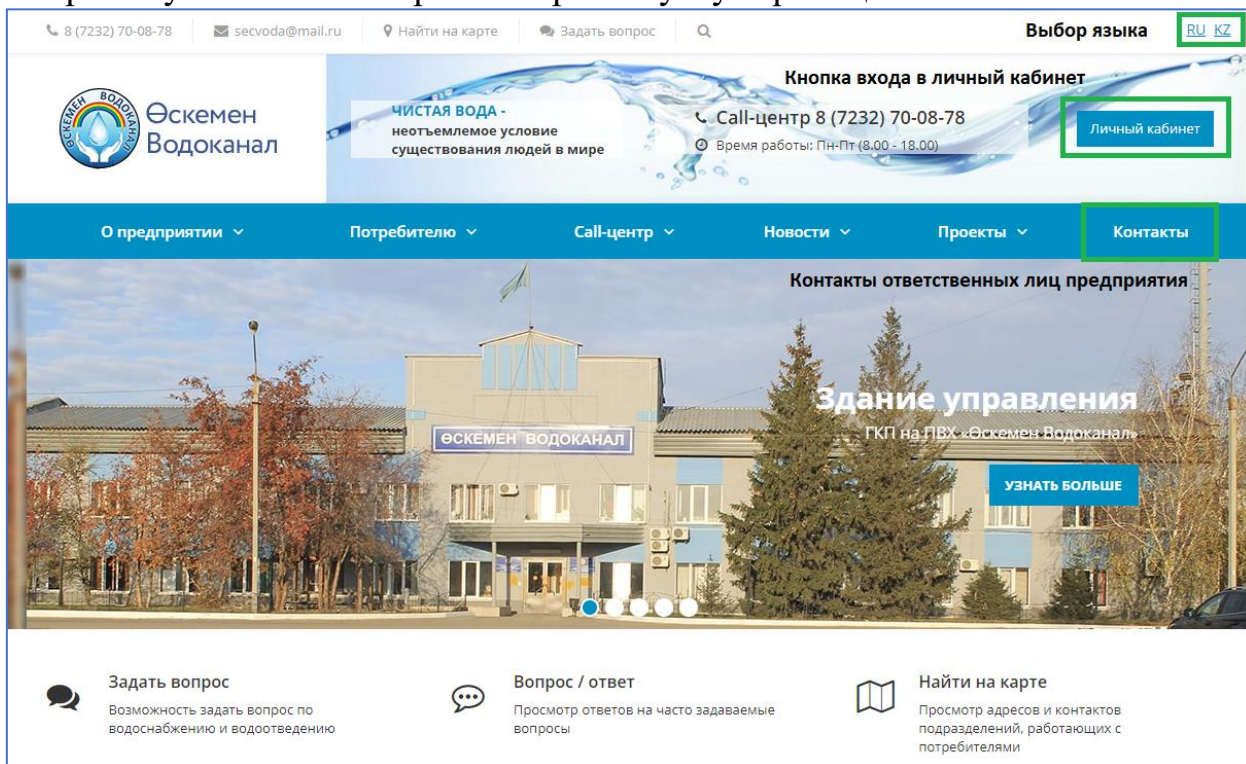 8 (7232) 70-08-78 secvoda@mail.ru Найти на карте Задать вопрос Выбор языка RU KZ
Кнопка входа в личный кабинет
ӨСКЕМЕН ВОДОКАНАЛ
Өскемен
Водоканал
ЧИСТАЯ ВОДА -
неотъемлемое условие
существования людей в мире
Call-центр 8 (7232) 70-08-78
Время работы: Пн-Пт (8.00 - 18.00)
Личный кабинет
О предприятии Потребителю Call-центр Новости Проекты Контакты
Контакты ответственных лиц предприятия
Здание управления
ГКП на ПВХ «Өскемен Водоканал»
ӨСКЕМЕН ВОДОКАНАЛ
УЗНАТЬ БОЛЬШЕ
Задать вопрос
Возможность задать вопрос по
водоснабжению и водоотведению
Вопрос / ответ
Просмотр ответов на часто задаваемые
вопросы
Найти на карте
Просмотр адресов и контактов
подразделений, работающих с
потребителями